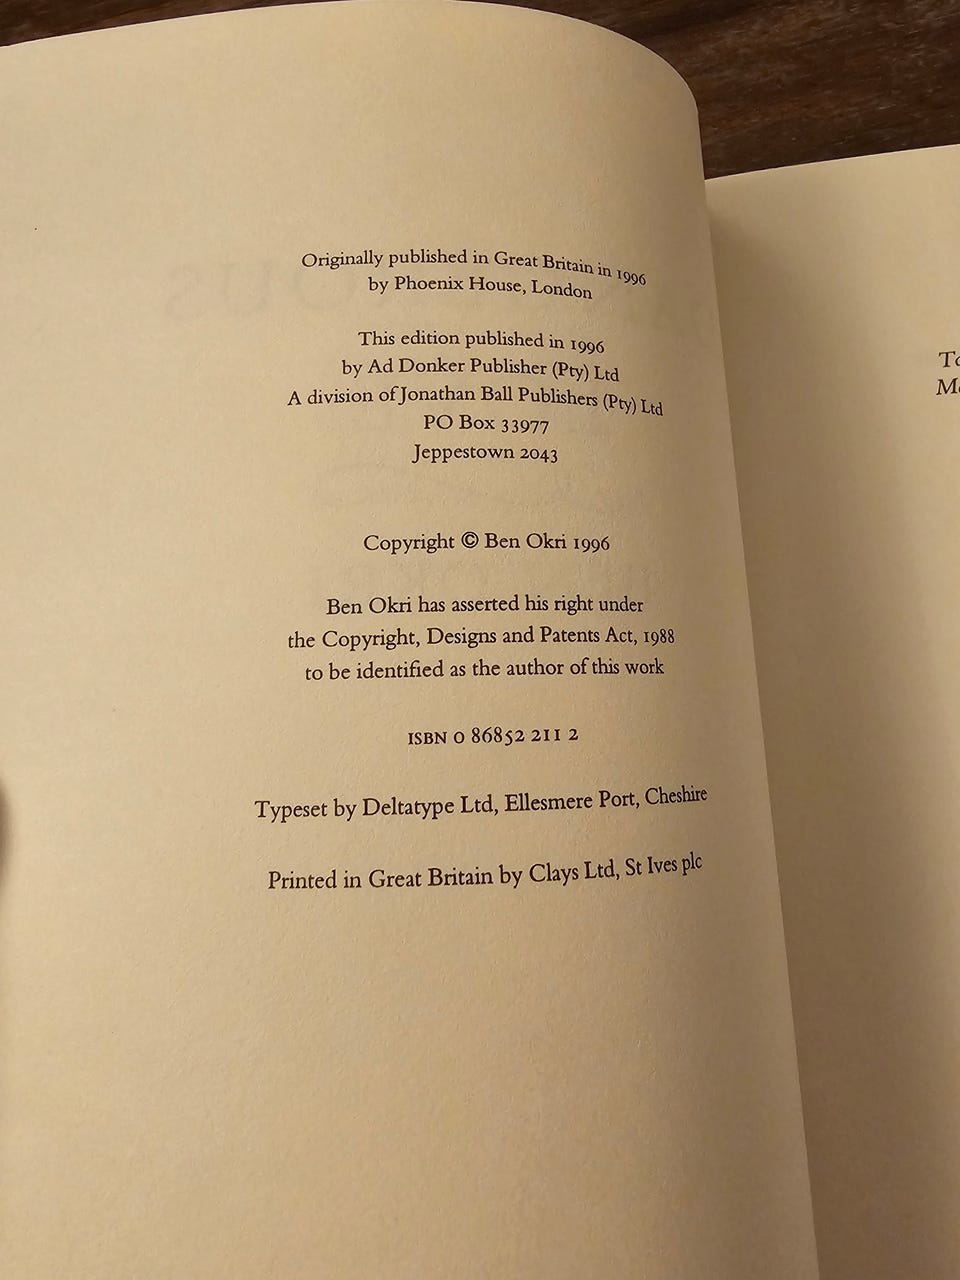 Originally published in Great Britain in 1996
by Phoenix House, London
This edition published in 1996
by Ad Donker Publisher (Pty) Ltd
A division of Jonathan Ball Publishers (Pty) Ltd
PO Box 33977
Jeppestown 2043
Copyright © Ben Okri 1996
Ben Okri has asserted his right under
the Copyright, Designs and Patents Act, 1988
to be identified as the author of this work
ISBN 0 86852 211 2
Typeset by Deltatype Ltd, Ellesmere Port, Cheshire
Printed in Great Britain by Clays Ltd, St Ives plc